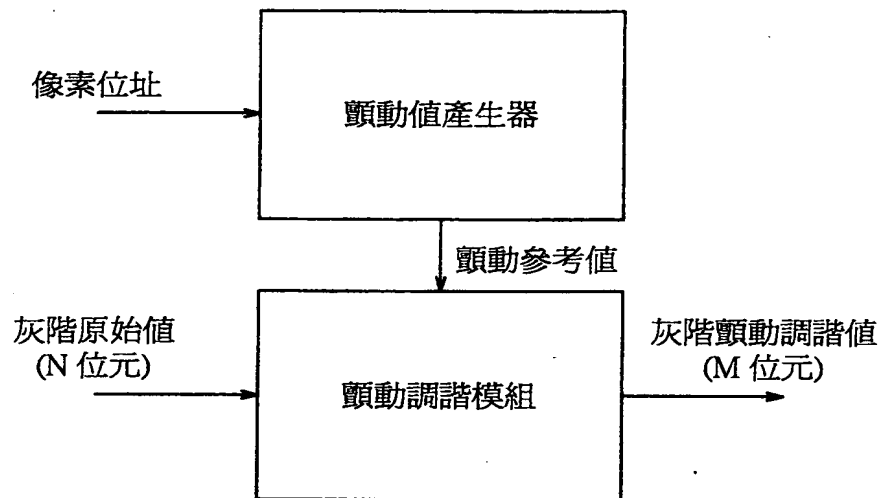 像素位址
顫動值產生器
顫動參考值
灰階原始值
(N 位元)
顫動調諧模組
灰階顫動調諧值
(M 位元)